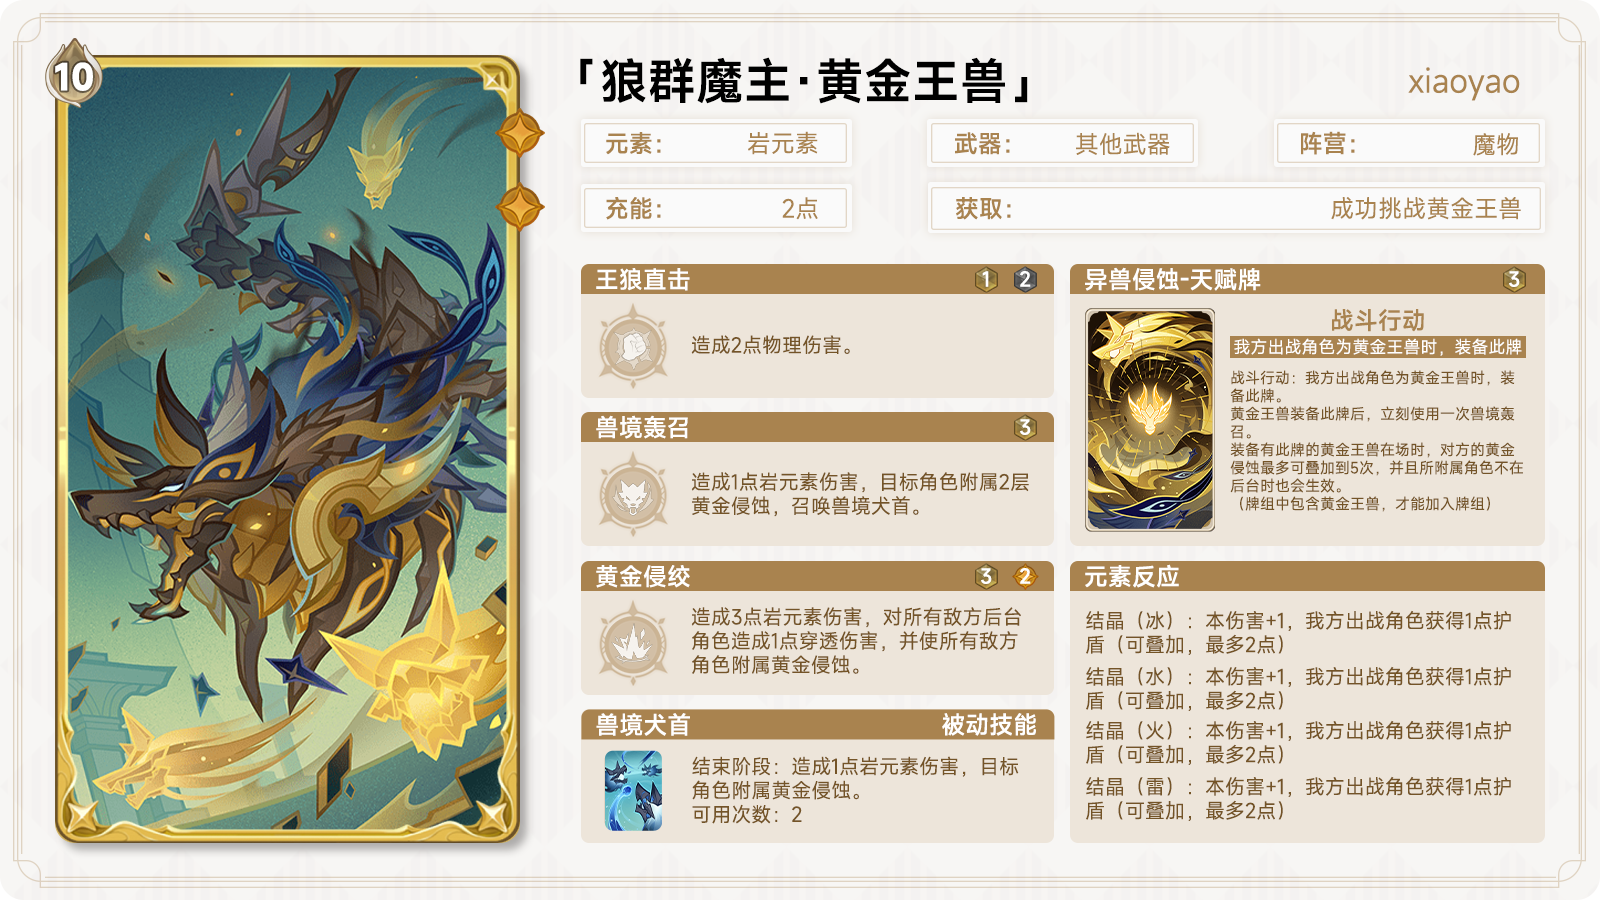 10
「狼群魔主·黄金王兽」
xiaoyao
元素： 岩元素
武器： 其他武器
阵营： 魔物
充能： 2点
获取： 成功挑战黄金王兽
王狼直击 1 2
造成2点物理伤害。
兽境轰召 3
造成1点岩元素伤害，目标角色附属2层
黄金侵蚀，召唤兽境犬首。
黄金侵绞 3 2
造成3点岩元素伤害，对所有敌方后台
角色造成1点穿透伤害，并使所有敌方
角色附属黄金侵蚀。
兽境犬首 被动技能
结束阶段：造成1点岩元素伤害，目标
角色附属黄金侵蚀。
可用次数：2
异兽侵蚀-天赋牌 3
战斗行动
我方出战角色为黄金王兽时，装备此牌
战斗行动：我方出战角色为黄金王兽时，装
备此牌。
黄金王兽装备此牌后，立刻使用一次兽境轰
召。
装备有此牌的黄金王兽在场时，对方的黄金
侵蚀最多可叠加到5次，并且所附属角色不在
后台时也会生效。
（牌组中包含黄金王兽，才能加入牌组）
元素反应
结晶（冰）：本伤害+1，我方出战角色获得1点护
盾（可叠加，最多2点）
结晶（水）：本伤害+1，我方出战角色获得1点护
盾（可叠加，最多2点）
结晶（火）：本伤害+1，我方出战角色获得1点护
盾（可叠加，最多2点）
结晶（雷）：本伤害+1，我方出战角色获得1点护
盾（可叠加，最多2点）